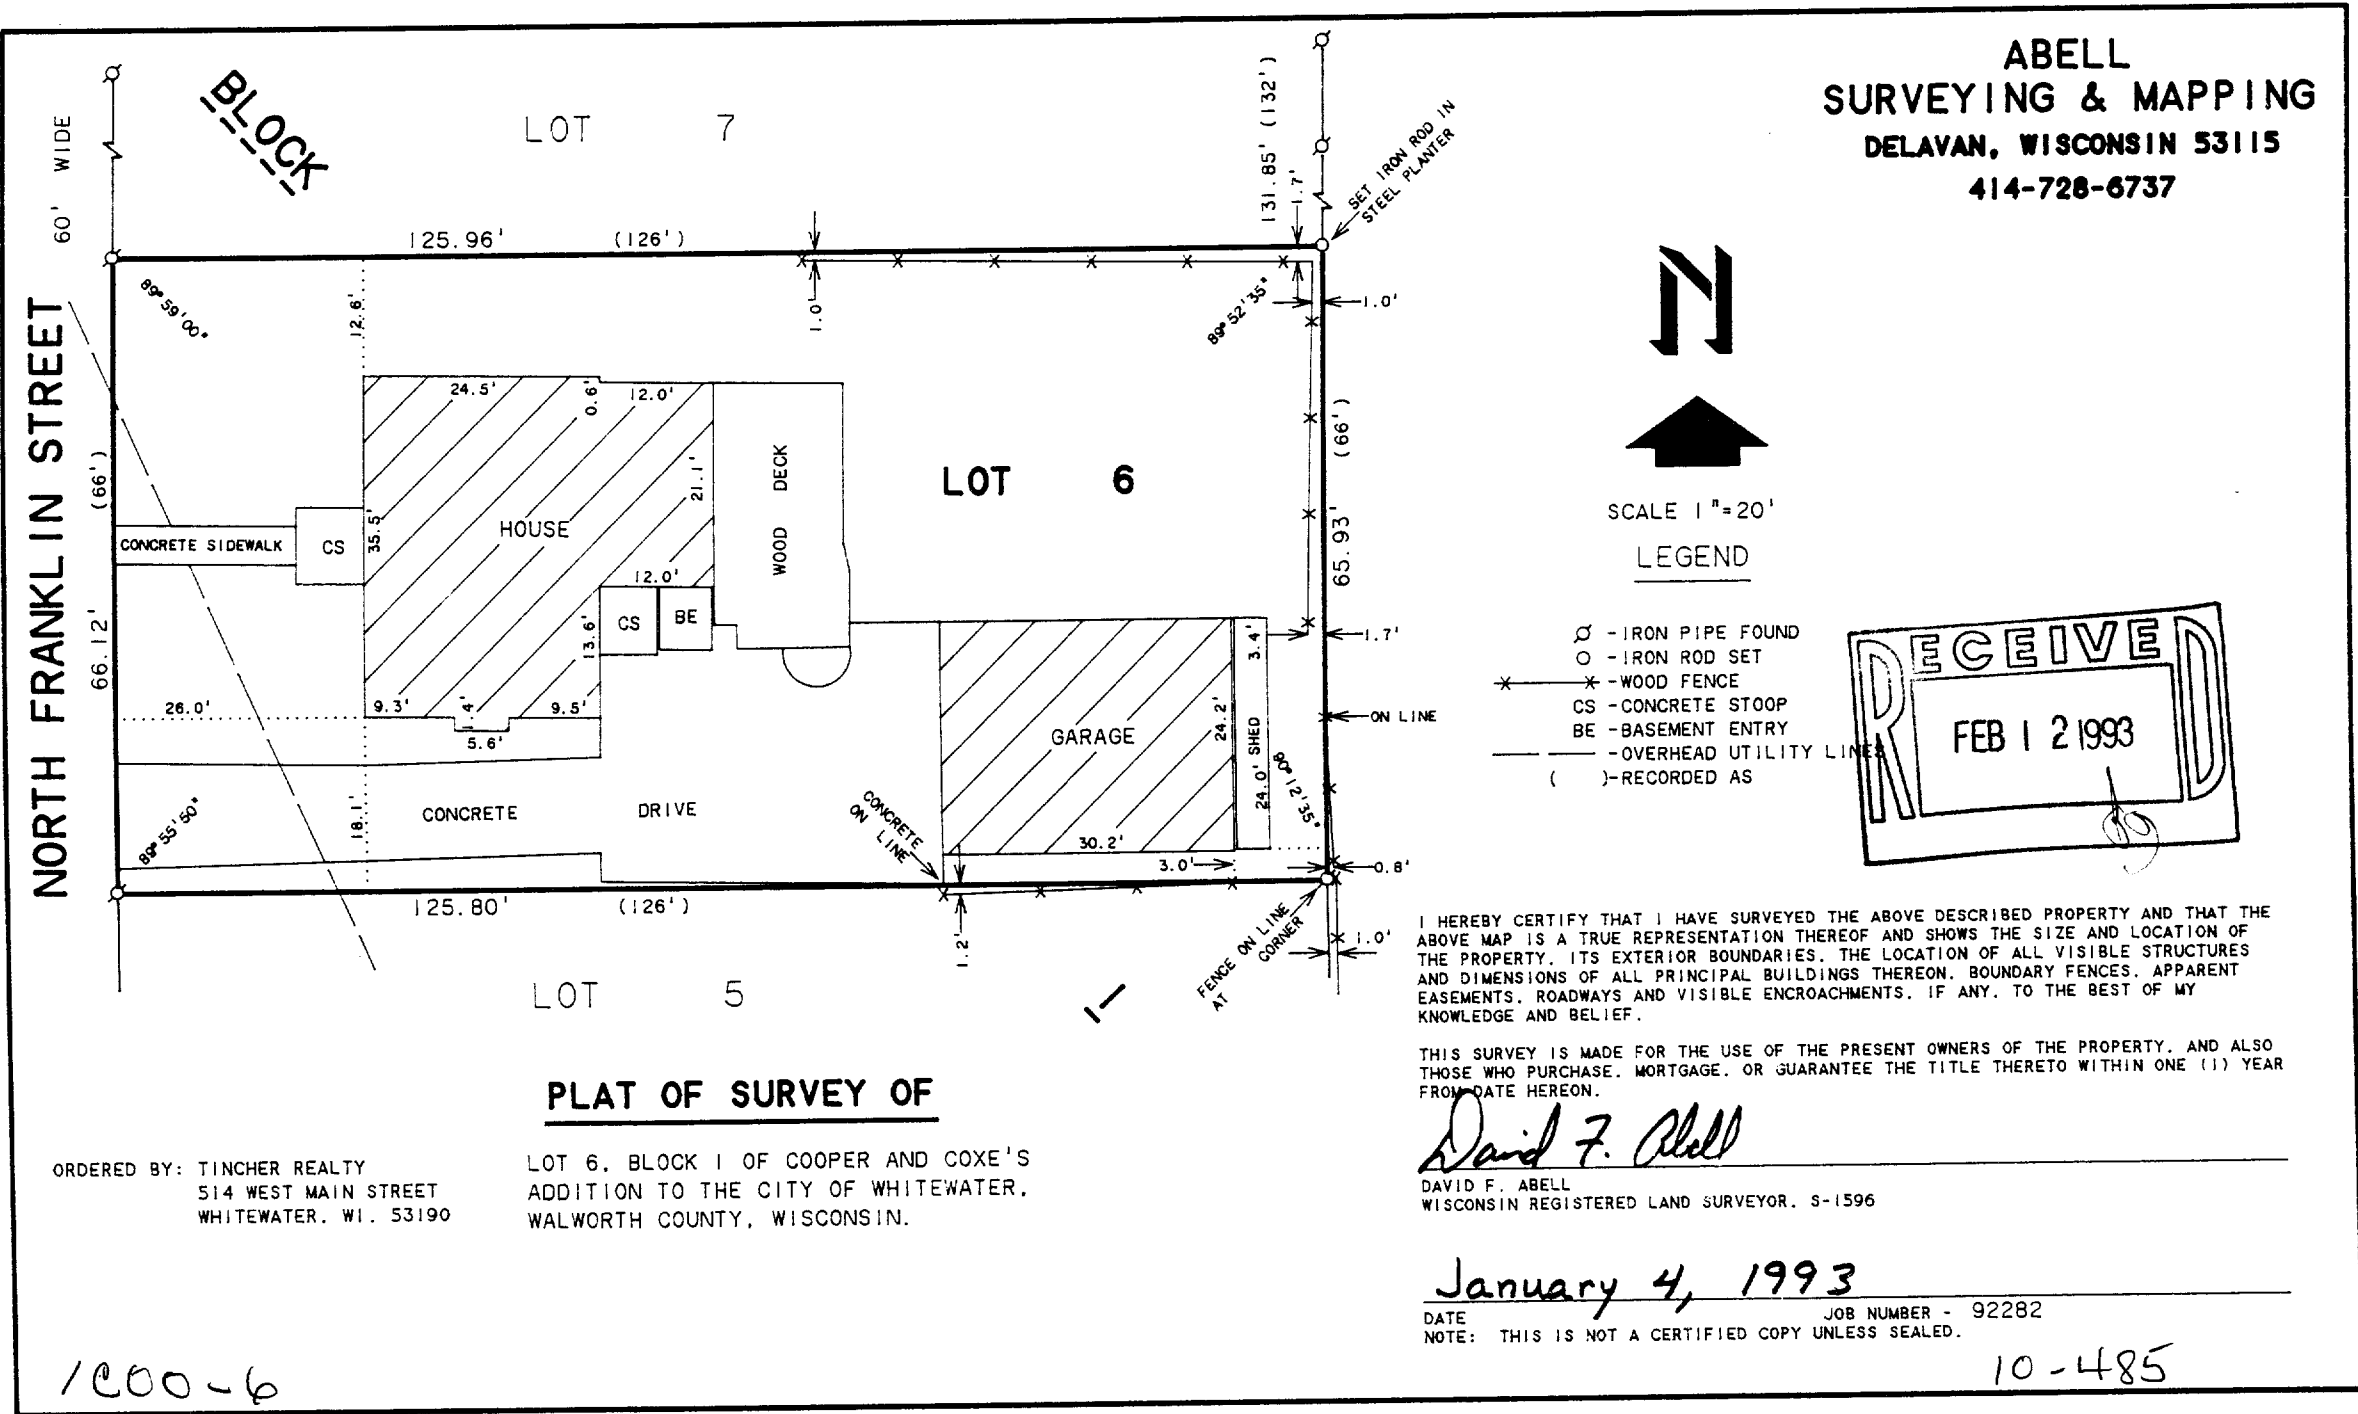 ABELL
SURVEYING & MAPPING
DELAVAN, WISCONSIN 53115
414-728-6737
BLOCK
LOT 7
60' WIDE
131.85' (132')
1.7'
SET IRON ROD IN
STEEL PLANTER
125.96' (126')
89°59'00"
12.6'
1.0'
89°52'35"
1.0'
NORTH FRANKLIN STREET
66.12' (66')
24.5'
0.6'
12.0'
HOUSE
35.5'
21.1'
WOOD DECK
LOT 6
65.93' (66')
CONCRETE SIDEWALK
CS
12.0'
CS
BE
13.6'
26.0'
9.3'
1.4'
9.5'
5.6'
GARAGE
24.2'
3.4'
SHED
24.0'
1.7'
ON LINE
90°12'35"
89°55'50"
18.1'
CONCRETE DRIVE
CONCRETE
ON LINE
30.2'
3.0'
0.8'
125.80' (126')
1.2'
FENCE ON LINE
AT CORNER
1.0'
LOT 5
1
N
SCALE 1"=20'
LEGEND
-IRON PIPE FOUND
-IRON ROD SET
-WOOD FENCE
CS -CONCRETE STOOP
BE -BASEMENT ENTRY
-OVERHEAD UTILITY LINES
( )-RECORDED AS
RECEIVED
FEB 12 1993
I HEREBY CERTIFY THAT I HAVE SURVEYED THE ABOVE DESCRIBED PROPERTY AND THAT THE
ABOVE MAP IS A TRUE REPRESENTATION THEREOF AND SHOWS THE SIZE AND LOCATION OF
THE PROPERTY, ITS EXTERIOR BOUNDARIES, THE LOCATION OF ALL VISIBLE STRUCTURES
AND DIMENSIONS OF ALL PRINCIPAL BUILDINGS THEREON, BOUNDARY FENCES, APPARENT
EASEMENTS, ROADWAYS AND VISIBLE ENCROACHMENTS, IF ANY, TO THE BEST OF MY
KNOWLEDGE AND BELIEF.
THIS SURVEY IS MADE FOR THE USE OF THE PRESENT OWNERS OF THE PROPERTY, AND ALSO
THOSE WHO PURCHASE, MORTGAGE, OR GUARANTEE THE TITLE THERETO WITHIN ONE (1) YEAR
FROM DATE HEREON.
David F. Abell
DAVID F. ABELL
WISCONSIN REGISTERED LAND SURVEYOR, S-1596
January 4, 1993
DATE JOB NUMBER - 92282
NOTE: THIS IS NOT A CERTIFIED COPY UNLESS SEALED.
PLAT OF SURVEY OF
LOT 6, BLOCK 1 OF COOPER AND COXE'S
ADDITION TO THE CITY OF WHITEWATER,
WALWORTH COUNTY, WISCONSIN.
ORDERED BY: TINCHER REALTY
514 WEST MAIN STREET
WHITEWATER, WI. 53190
1C00-6
10-485